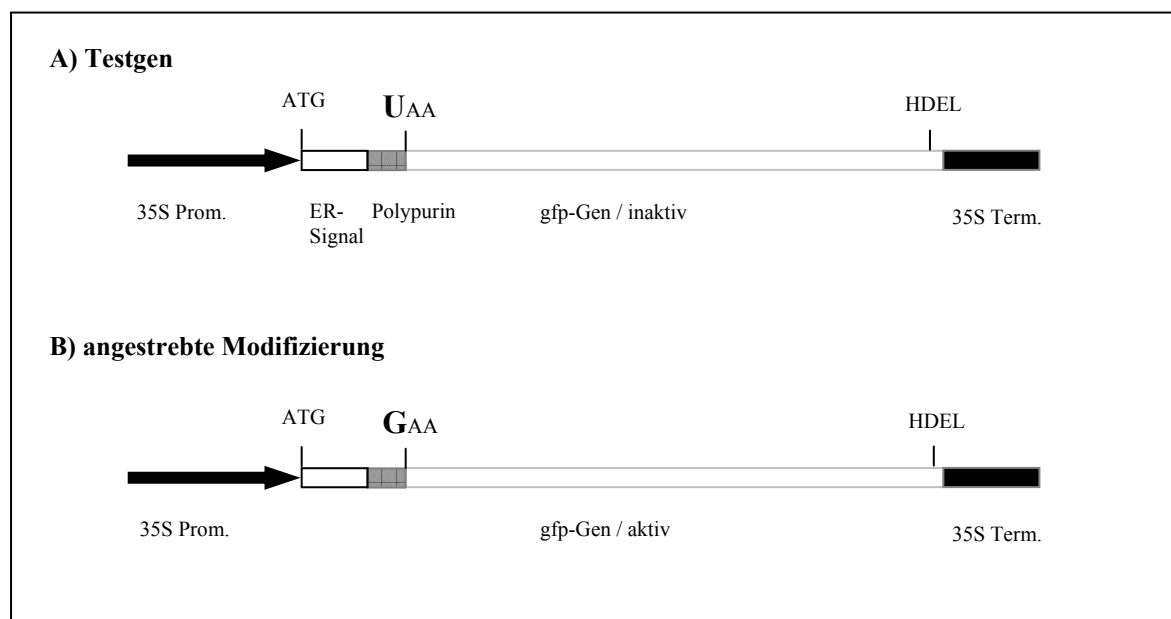 A) Testgen
ATG UAA HDEL
35S Prom. ER- Polypurin gfp-Gen / inaktiv 35S Term.
Signal
B) angestrebte Modifizierung
ATG GAA HDEL
35S Prom. gfp-Gen / aktiv 35S Term.